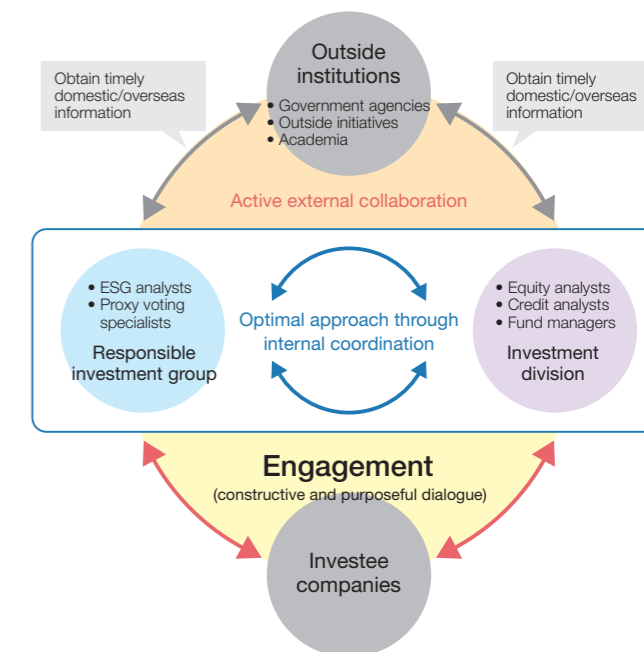 Outside
institutions
• Government agencies
• Outside initiatives
• Academia
Obtain timely
domestic/overseas
information
Obtain timely
domestic/overseas
information
Active external collaboration
• ESG analysts
• Proxy voting
specialists
Responsible
investment group
Optimal approach through
internal coordination
• Equity analysts
• Credit analysts
• Fund managers
Investment
division
Engagement
(constructive and purposeful dialogue)
Investee
companies